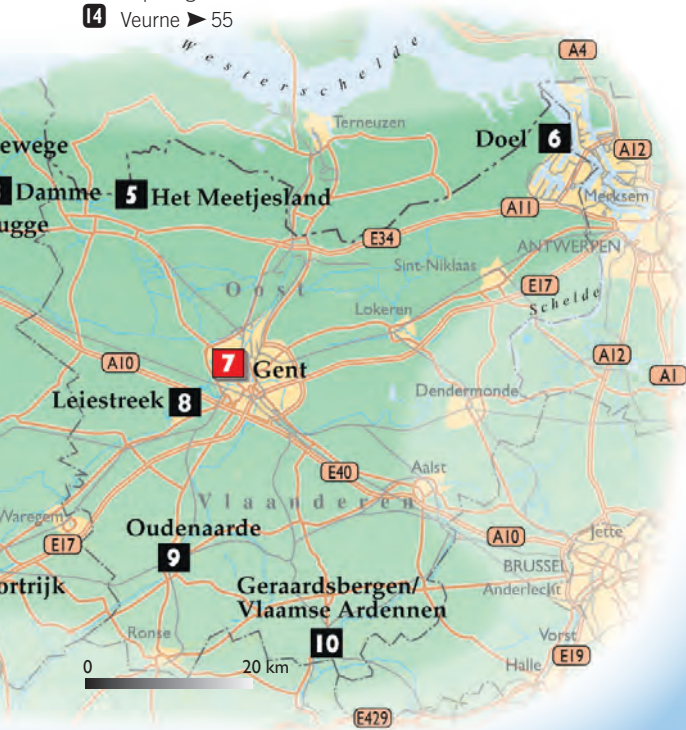 14 Veurne ➤ 55
Westerschelde
A4
Terneuzen
Doel
6
A12
ewege
Damme
5 Het Meetjesland
Merksem
ugge
A11
E34
ANTWERPEN
Sint-Niklaas
E17
Oost
Schelde
Lokeren
A10
7 Gent
A12
A1
Leiestreek 8
Dendermonde
E40
Aalst
Vlaanderen
Waregem
Oudenaarde
A10
Jette
E17
9
BRUSSEL
ortrijk
Geraardsbergen/
Vlaamse Ardennen
Anderlecht
10
Ronse
Vorst
0 20 km
Halle
E19
E429